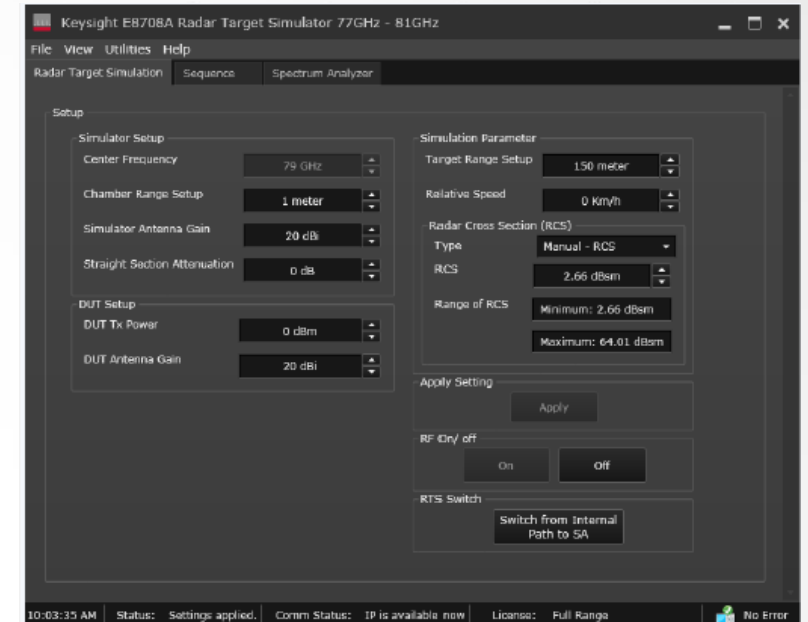 Keysight E8708A Radar Target Simulator 77GHz - 81GHz
File View Utilities Help
Radar Target Simulation Sequence Spectrum Analyzer
Setup
Simulator Setup
Center Frequency 79 GHz
Chamber Range Setup 1 meter
Simulator Antenna Gain 20 dBi
Straight Section Attenuation 0 dB
DUT Setup
DUT Tx Power 0 dBm
DUT Antenna Gain 20 dBi
Simulation Parameter
Target Range Setup 150 meter
Relative Speed 0 Km/h
Radar Cross Section (RCS)
Type Manual - RCS
RCS 2.66 dBsm
Range of RCS Minimum: 2.66 dBsm
Maximum: 64.01 dBsm
Apply Setting
Apply
RF On/ off
On Off
RTS Switch
Switch from Internal
Path to SA
10:03:35 AM Status: Settings applied. Comm Status: IP is available now License: Full Range No Error